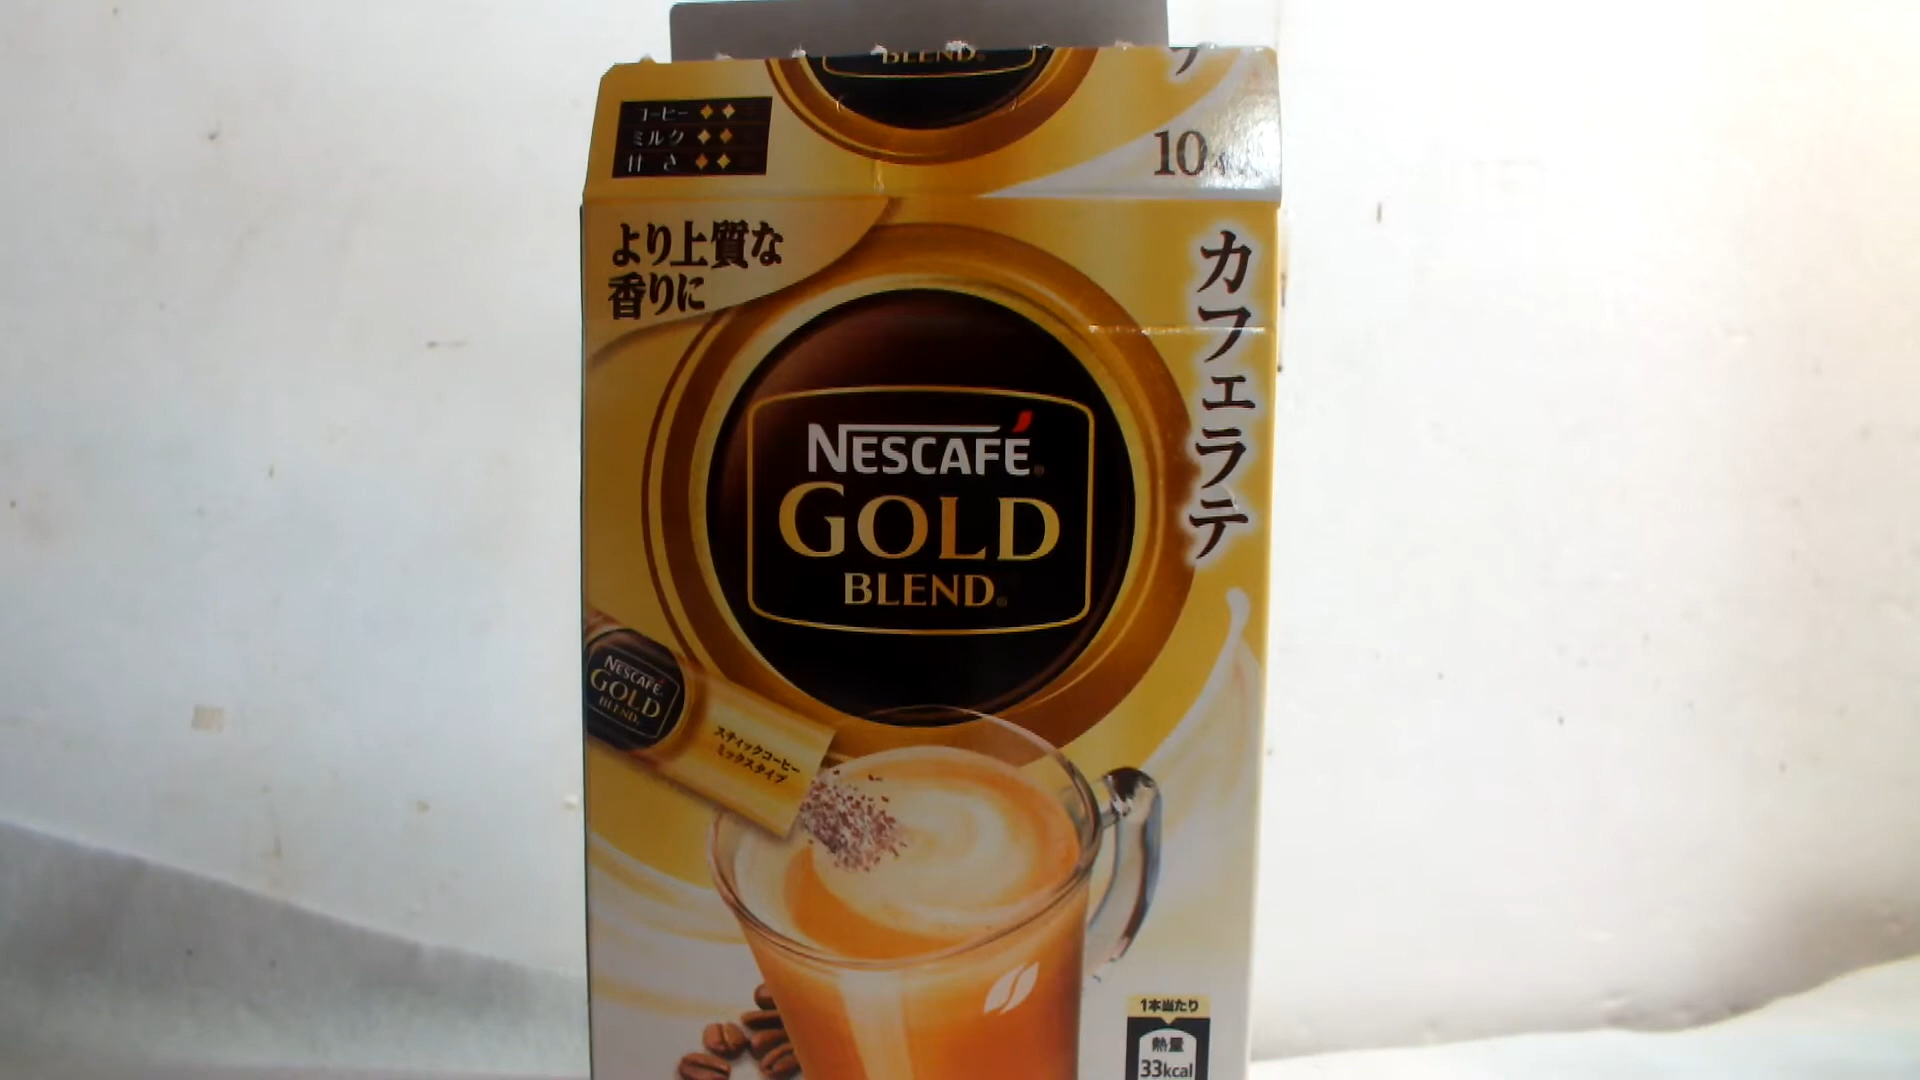 BLEND
コーヒー
ミルク
甘さ
10
より上質な
香りに
カフェラテ
NESCAFÉ
GOLD
BLEND
NESCAFÉ
GOLD
BLEND
スティックコーヒー
ミックスタイプ
1本当たり
熱量
33kcal